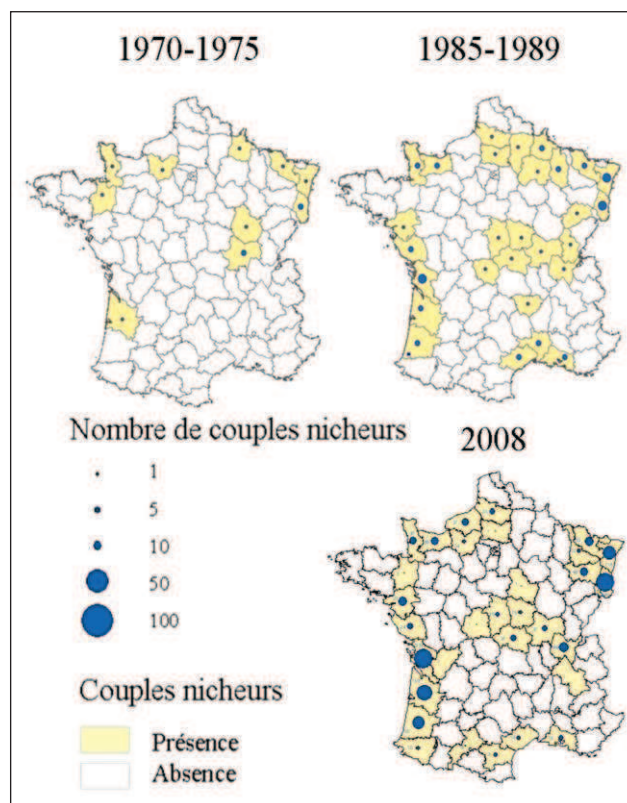 1970-1975
1985-1989
Nombre de couples nicheurs
1
5
10
50
100
2008
Couples nicheurs
Présence
Absence